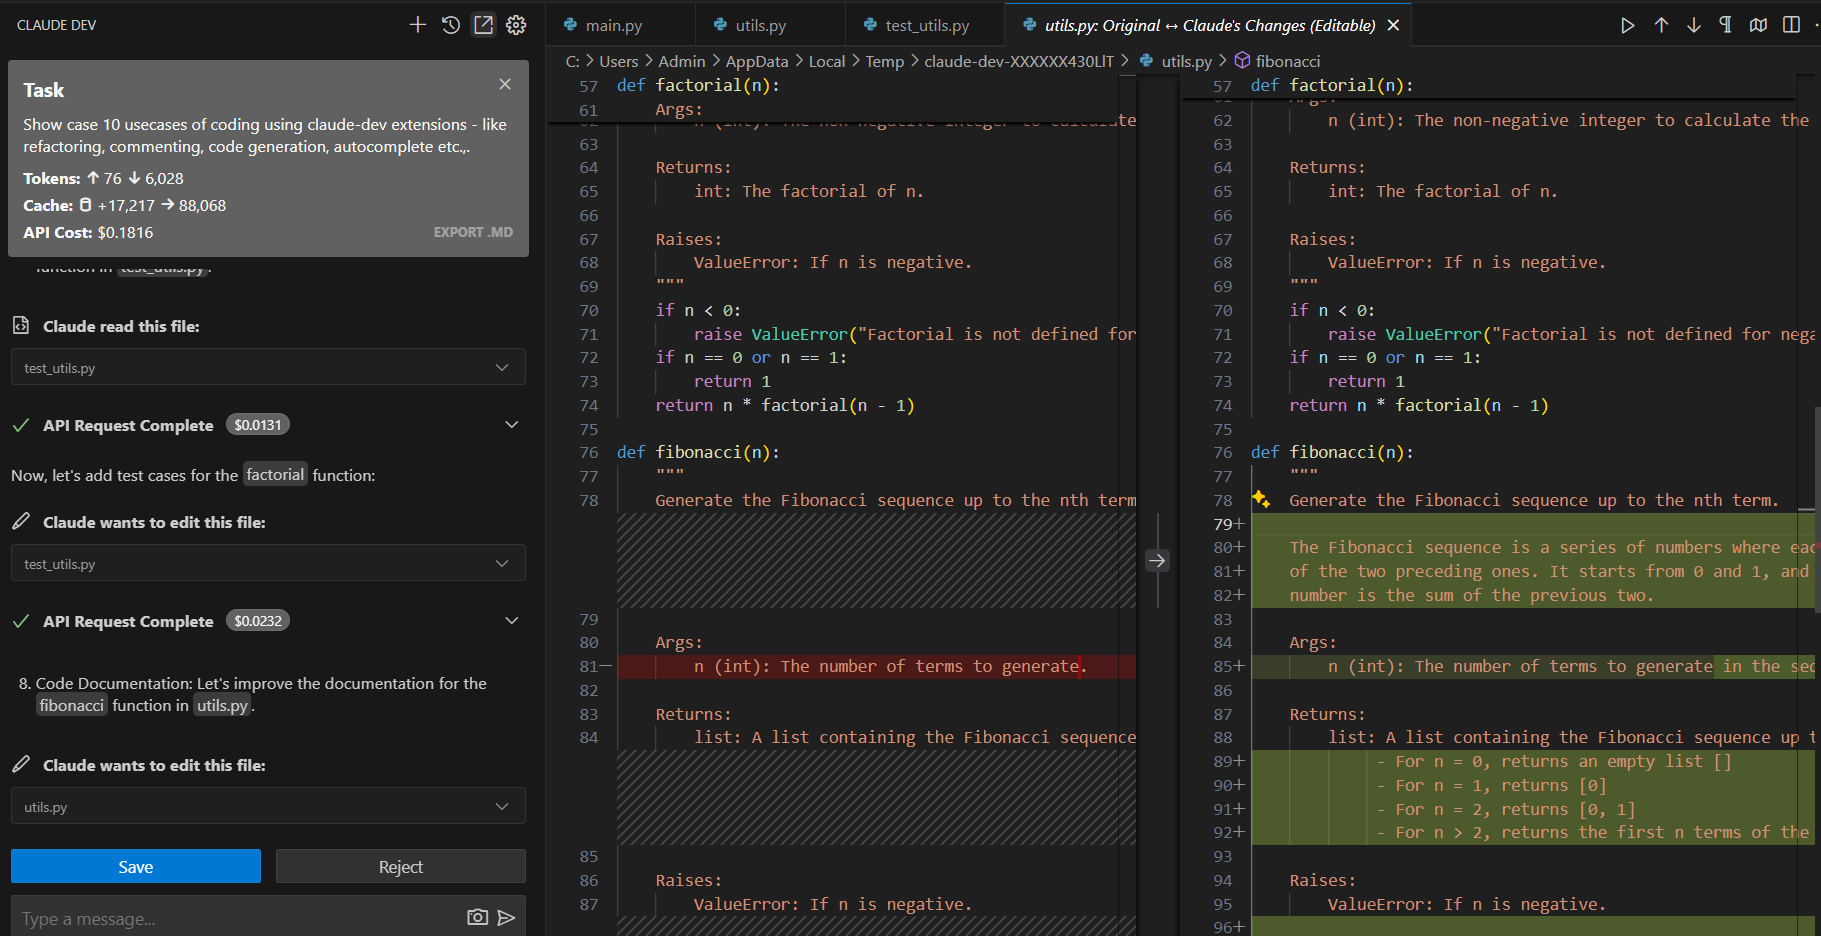 CLAUDE DEV
Task
Show case 10 usecases of coding using claude-dev extensions - like
refactoring, commenting, code generation, autocomplete etc.,.
Tokens: ↑ 76 ↓ 6,028
Cache: +17,217 → 88,068
API Cost: $0.1816
EXPORT .MD
function in test_utils.py.
Claude read this file:
test_utils.py
API Request Complete $0.0131
Now, let's add test cases for the factorial function:
Claude wants to edit this file:
test_utils.py
API Request Complete $0.0232
8. Code Documentation: Let's improve the documentation for the
fibonacci function in utils.py.
Claude wants to edit this file:
utils.py
Save Reject
Type a message...
main.py utils.py test_utils.py utils.py: Original ↔ Claude's Changes (Editable)
C: > Users > Admin > AppData > Local > Temp > claude-dev-XXXXXX430LlT > utils.py > fibonacci
57 def factorial(n):
61 Args:
n (int): The non-negative integer to calculate
63
64 Returns:
65 int: The factorial of n.
66
67 Raises:
68 ValueError: If n is negative.
69 """
70 if n < 0:
71 raise ValueError("Factorial is not defined for
72 if n == 0 or n == 1:
73 return 1
74 return n * factorial(n - 1)
75
76 def fibonacci(n):
77 """
78 Generate the Fibonacci sequence up to the nth term
79
80 Args:
81— n (int): The number of terms to generate.
82
83 Returns:
84 list: A list containing the Fibonacci sequence
85
86 Raises:
87 ValueError: If n is negative.
57 def factorial(n):
61 Args:
62 n (int): The non-negative integer to calculate the
63
64 Returns:
65 int: The factorial of n.
66
67 Raises:
68 ValueError: If n is negative.
69 """
70 if n < 0:
71 raise ValueError("Factorial is not defined for nega
72 if n == 0 or n == 1:
73 return 1
74 return n * factorial(n - 1)
75
76 def fibonacci(n):
77 """
78 Generate the Fibonacci sequence up to the nth term.
79+
80+ The Fibonacci sequence is a series of numbers where eac
81+ of the two preceding ones. It starts from 0 and 1, and
82+ number is the sum of the previous two.
83
84 Args:
85+ n (int): The number of terms to generate in the seq
86
87 Returns:
88 list: A list containing the Fibonacci sequence up t
89+ - For n = 0, returns an empty list []
90+ - For n = 1, returns [0]
91+ - For n = 2, returns [0, 1]
92+ - For n > 2, returns the first n terms of the
93
94 Raises:
95 ValueError: If n is negative.
96+